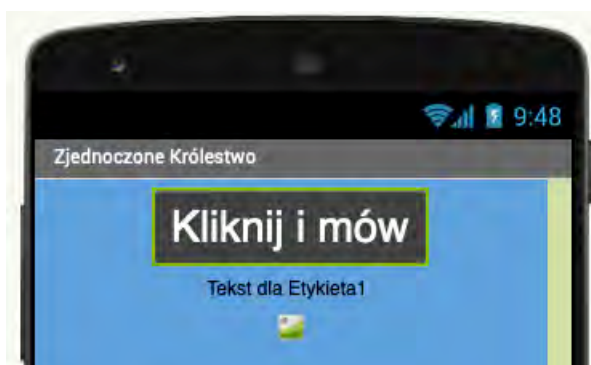 9:48
Zjednoczone Królestwo
Kliknij i mów
Tekst dla Etykieta1